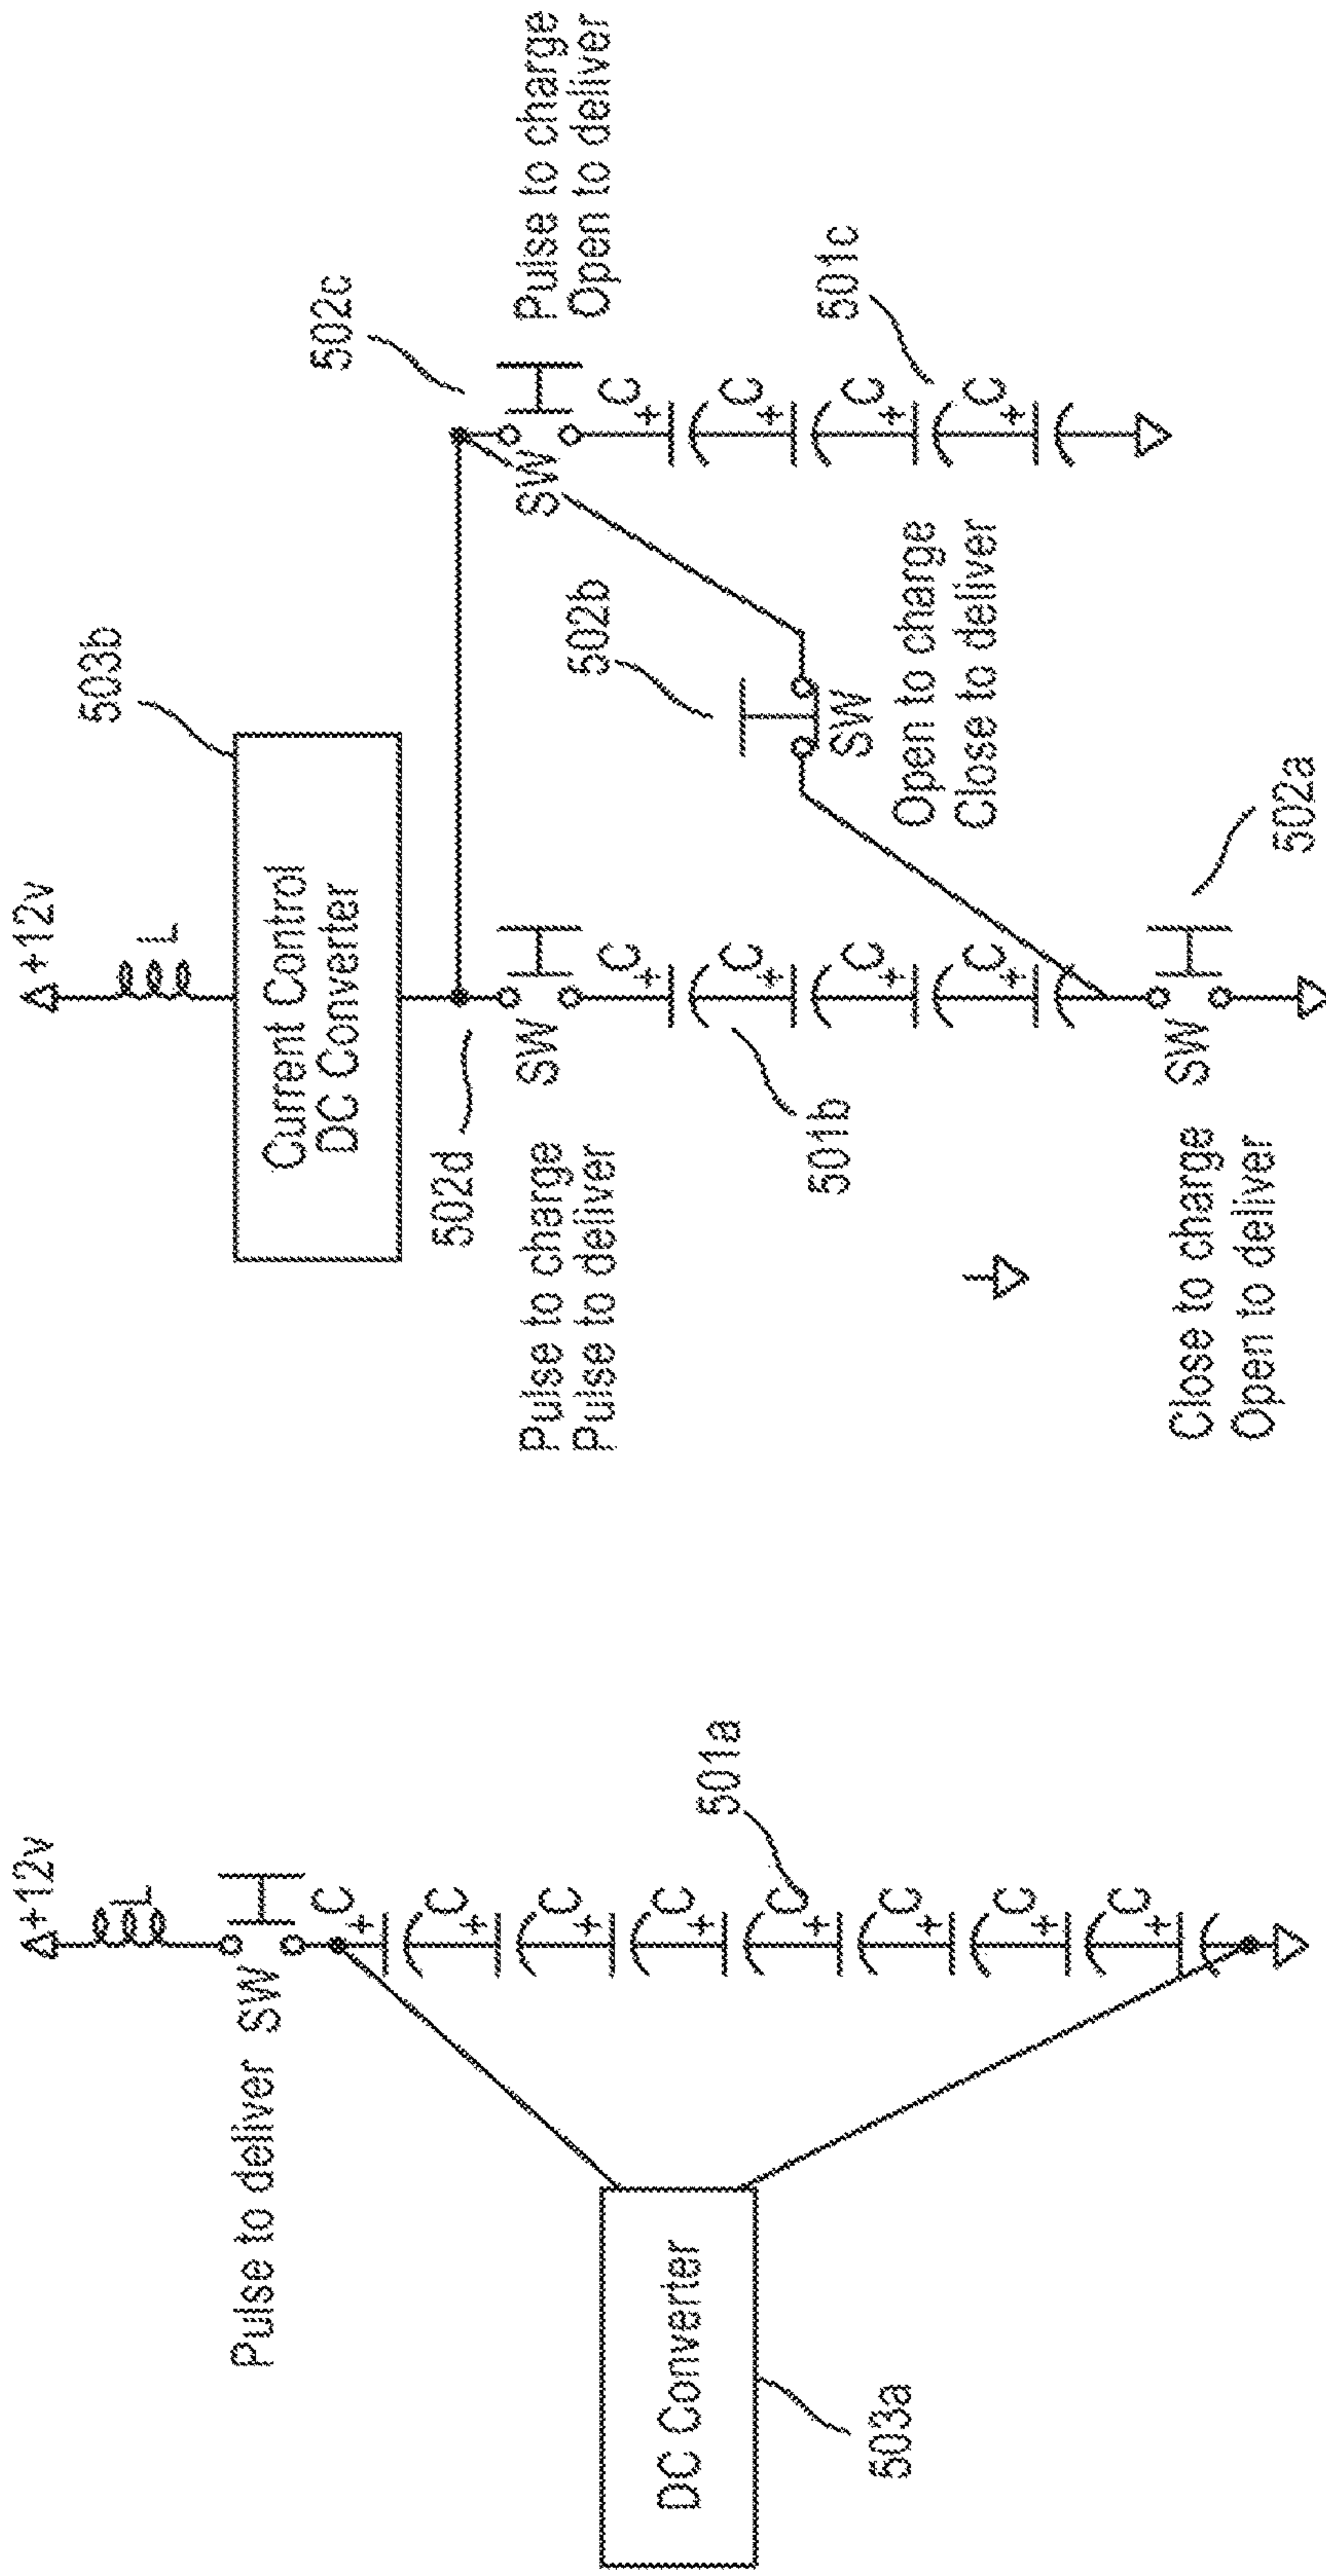 +12v
L
Pulse to deliver SW
C
+
C
+
C
+
C
+
C
+
C
+
C
+
C
+
501a
DC Converter
503a
+12v
L
503b
Current Control
DC Converter
502d
502c
Pulse to charge
Pulse to deliver
SW
SW
Pulse to charge
Open to deliver
C
+
C
+
C
+
C
+
501b
502b
SW
Open to charge
Close to deliver
C
+
C
+
C
+
C
+
501c
Close to charge
Open to deliver
SW
502a